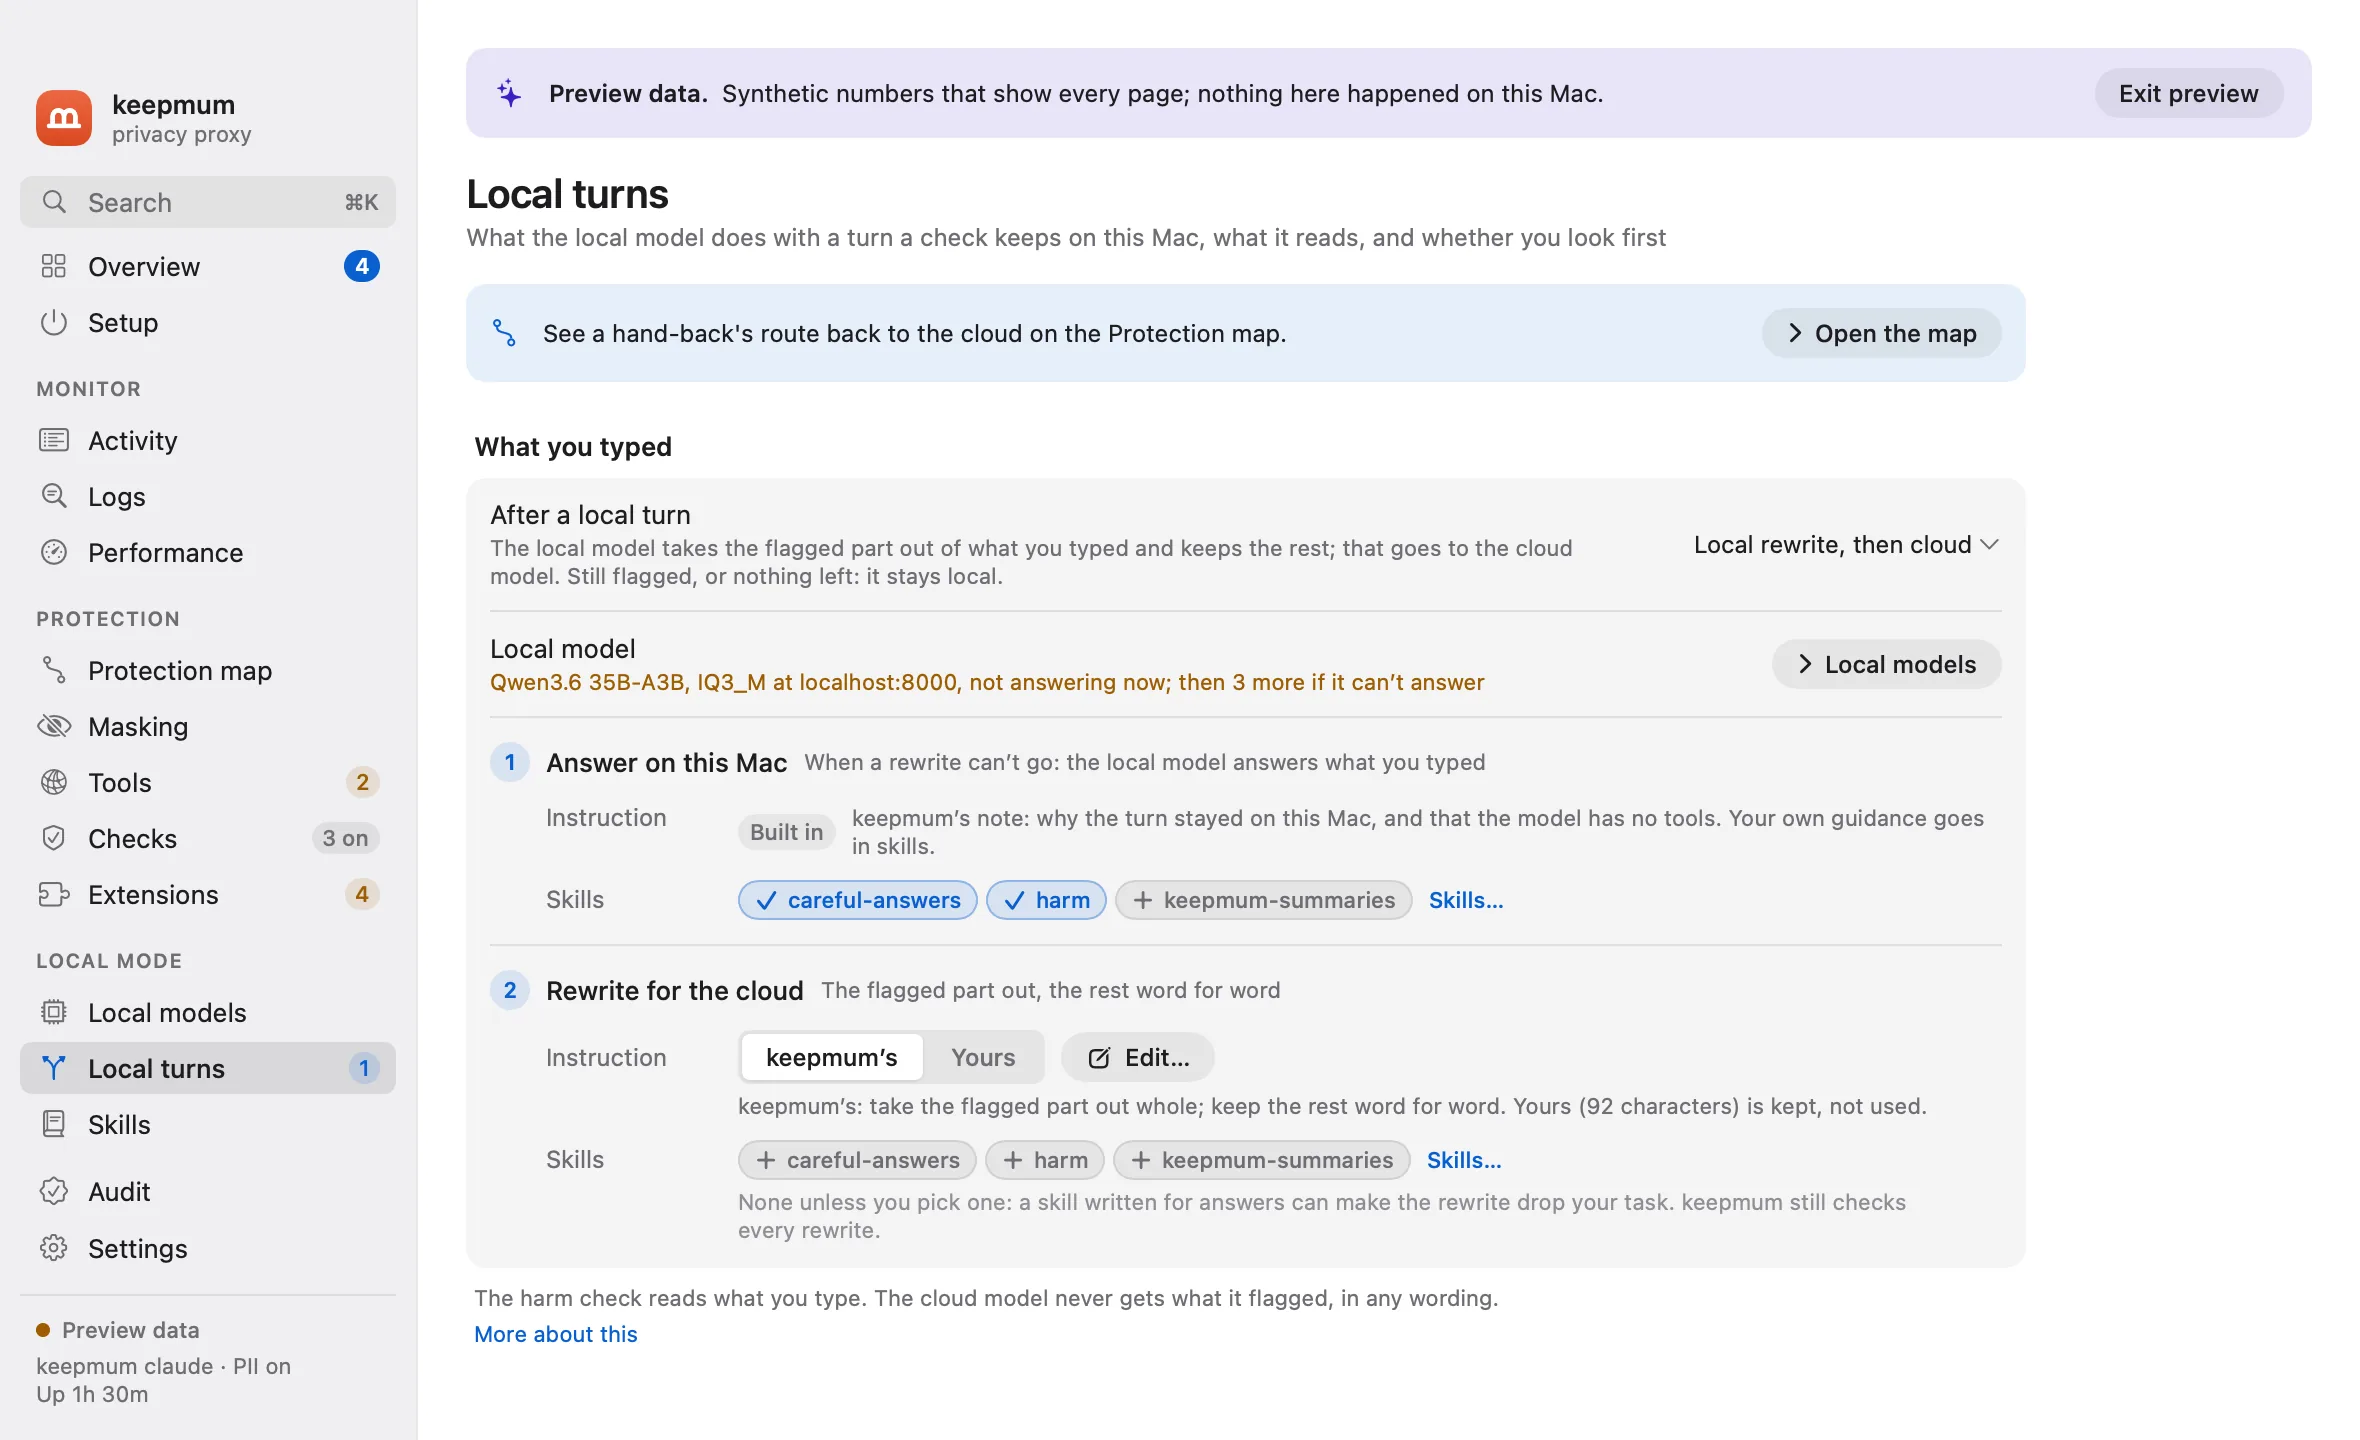 keepmum
privacy proxy
Search ⌘K
Overview 4
Setup
MONITOR
Activity
Logs
Performance
PROTECTION
Protection map
Masking
Tools 2
Checks 3 on
Extensions 4
LOCAL MODE
Local models
Local turns 1
Skills
Audit
Settings
Preview data
keepmum claude · PII on
Up 1h 30m
Preview data. Synthetic numbers that show every page; nothing here happened on this Mac.
Exit preview
Local turns
What the local model does with a turn a check keeps on this Mac, what it reads, and whether you look first
See a hand-back's route back to the cloud on the Protection map.
Open the map
What you typed
After a local turn
The local model takes the flagged part out of what you typed and keeps the rest; that goes to the cloud
model. Still flagged, or nothing left: it stays local.
Local rewrite, then cloud
Local model
Qwen3.6 35B-A3B, IQ3_M at localhost:8000, not answering now; then 3 more if it can’t answer
Local models
1 Answer on this Mac When a rewrite can’t go: the local model answers what you typed
Instruction
Built in
keepmum’s note: why the turn stayed on this Mac, and that the model has no tools. Your own guidance goes
in skills.
Skills
careful-answers harm keepmum-summaries Skills...
2 Rewrite for the cloud The flagged part out, the rest word for word
Instruction
keepmum’s Yours Edit...
keepmum’s: take the flagged part out whole; keep the rest word for word. Yours (92 characters) is kept, not used.
Skills
careful-answers harm keepmum-summaries Skills...
None unless you pick one: a skill written for answers can make the rewrite drop your task. keepmum still checks
every rewrite.
The harm check reads what you type. The cloud model never gets what it flagged, in any wording.
More about this